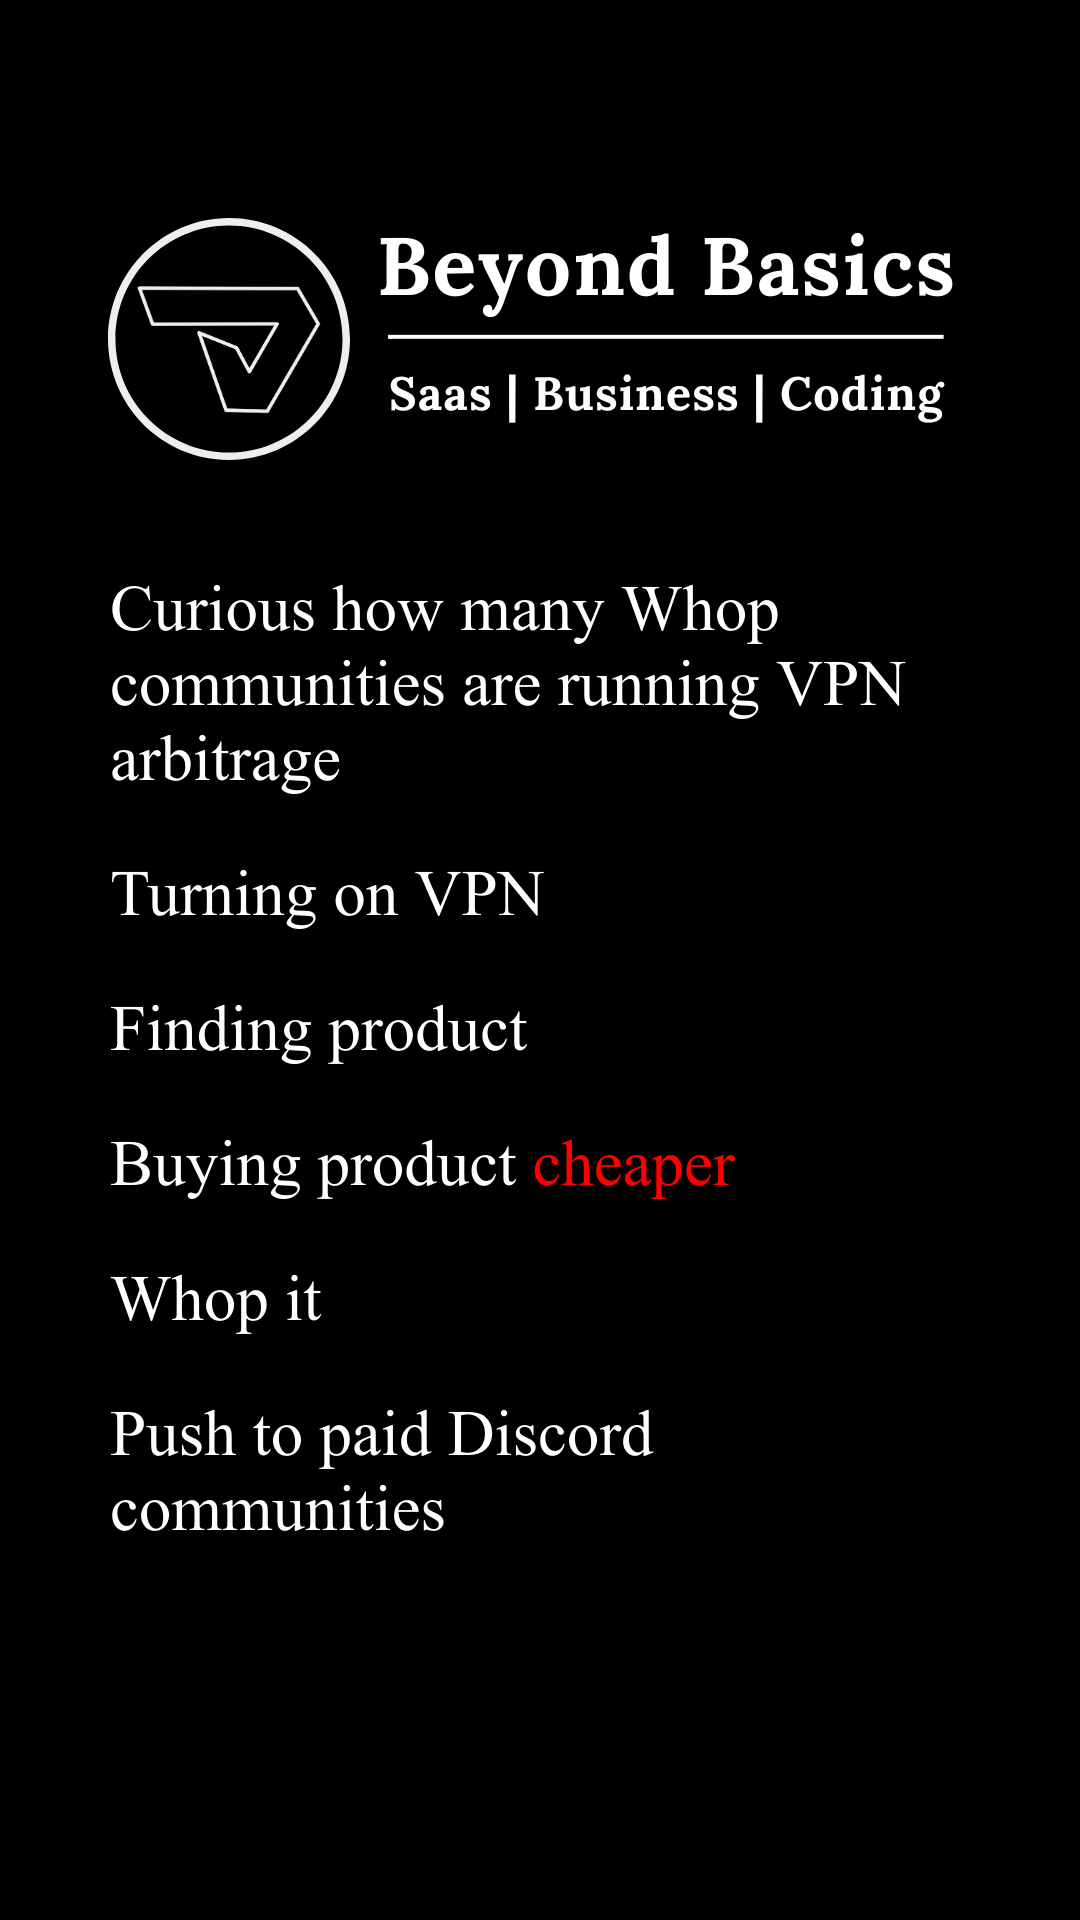 Beyond Basics
Saas | Business | Coding
Curious how many Whop
communities are running VPN
arbitrage
Turning on VPN
Finding product
Buying product cheaper
Whop it
Push to paid Discord
communities